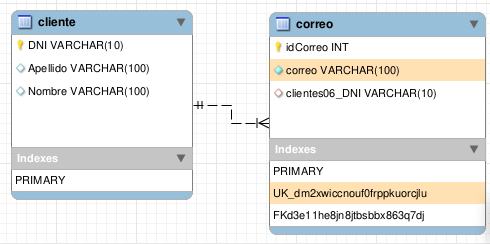 cliente
DNI VARCHAR(10)
Apellido VARCHAR(100)
Nombre VARCHAR(100)
Indexes
PRIMARY
correo
idCorreo INT
correo VARCHAR(100)
clientes06_DNI VARCHAR(10)
Indexes
PRIMARY
UK_dm2xwiccnouf0frppkuorcjlu
FKd3e11he8jn8jtbsbbx863q7dj